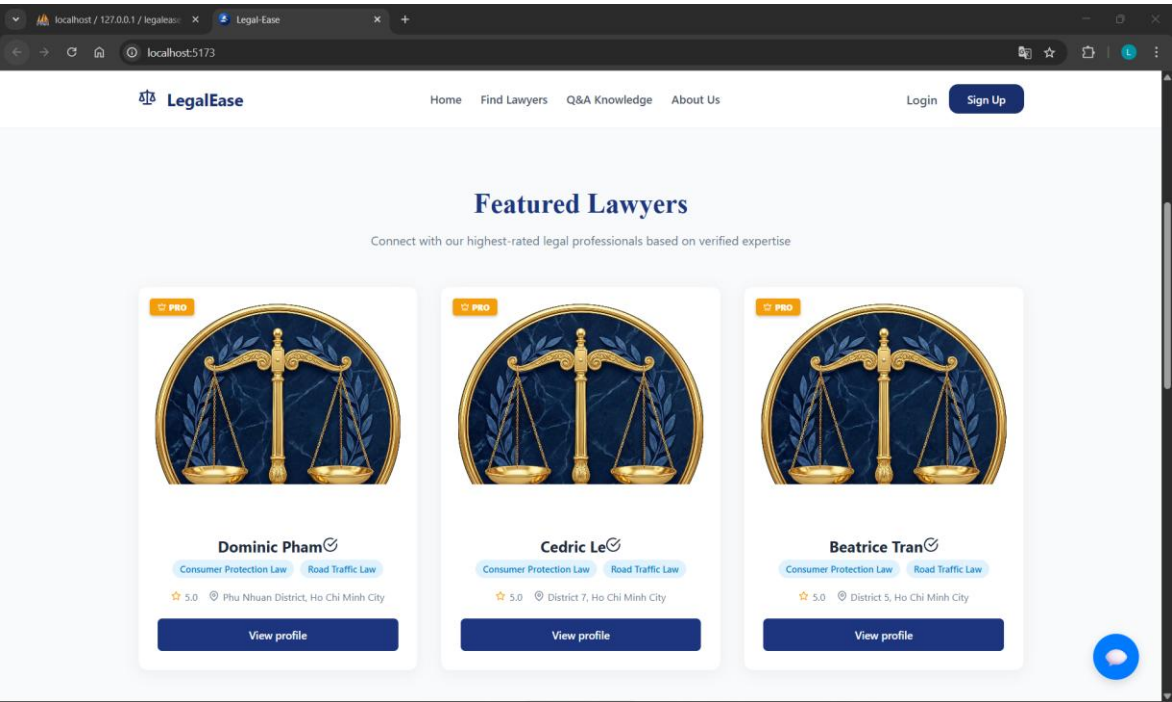 localhost / 127.0.0.1 / legalease
Legal-Ease
localhost:5173
L
LegalEase
Home Find Lawyers Q&A Knowledge About Us
Login Sign Up
Featured Lawyers
Connect with our highest-rated legal professionals based on verified expertise
PRO PRO PRO
Dominic Pham Cedric Le Beatrice Tran
Consumer Protection Law Road Traffic Law Consumer Protection Law Road Traffic Law Consumer Protection Law Road Traffic Law
5.0 Phu Nhuan District, Ho Chi Minh City 5.0 District 7, Ho Chi Minh City 5.0 District 5, Ho Chi Minh City
View profile View profile View profile